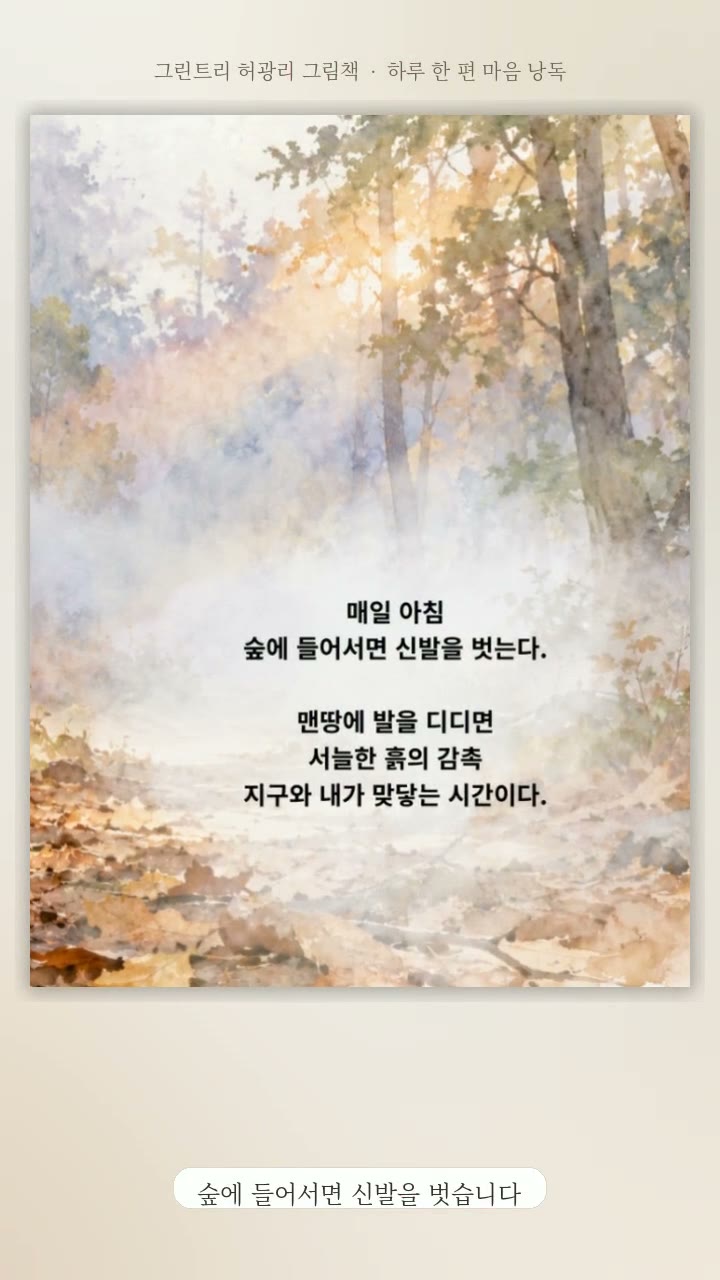 그린트리 허광리 그림책 · 하루 한 편 마음 낭독
매일 아침
숲에 들어서면 신발을 벗는다.
맨땅에 발을 디디면
서늘한 흙의 감촉
지구와 내가 맞닿는 시간이다.
숲에 들어서면 신발을 벗습니다